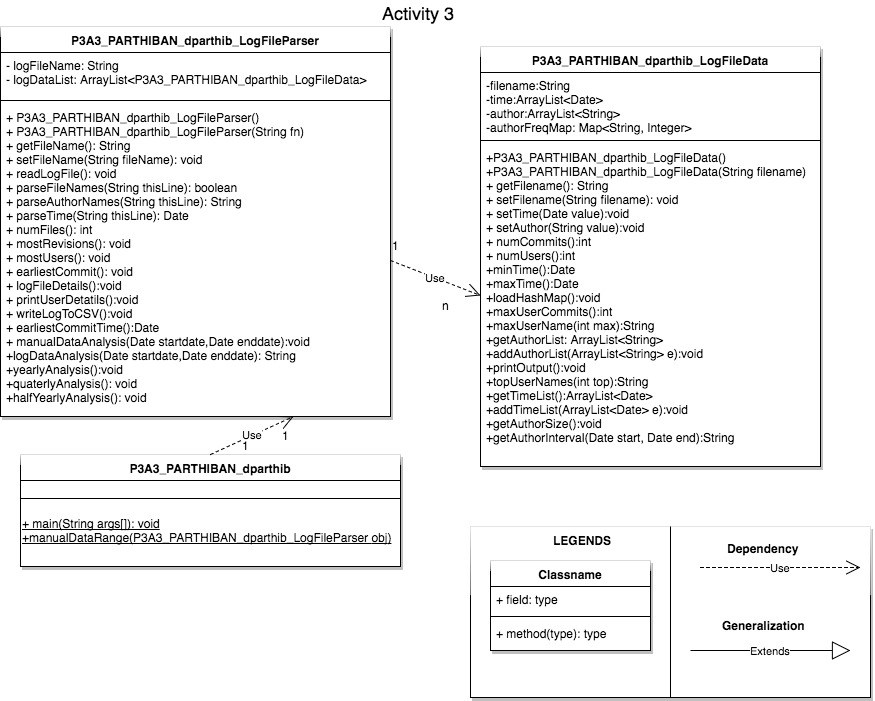 Activity 3
P3A3_PARTHIBAN_dparthib_LogFileParser
- logFileName: String
- logDataList: ArrayList<P3A3_PARTHIBAN_dparthib_LogFileData>
+ P3A3_PARTHIBAN_dparthib_LogFileParser()
+ P3A3_PARTHIBAN_dparthib_LogFileParser(String fn)
+ getFileName(): String
+ setFileName(String fileName): void
+ readLogFile(): void
+ parseFileNames(String thisLine): boolean
+ parseAuthorNames(String thisLine): String
+ parseTime(String thisLine): Date
+ numFiles(): int
+ mostRevisions(): void
+ mostUsers(): void
+ earliestCommit(): void
+ logFileDetails(): void
+ printUserDetatils():void
+ writeLogToCSV():void
+ earliestCommitTime():Date
+ manualDataAnalysis(Date startdate,Date enddate):void
+logDataAnalysis(Date startdate,Date enddate): String
+yearlyAnalysis():void
+quaterlyAnalysis(): void
+halfYearlyAnalysis(): void
1
Use
n
P3A3_PARTHIBAN_dparthib_LogFileData
-filename:String
-time:ArrayList<Date>
-author:ArrayList<String>
-authorFreqMap: Map<String, Integer>
+P3A3_PARTHIBAN_dparthib_LogFileData()
+P3A3_PARTHIBAN_dparthib_LogFileData(String filename)
+ getFilename(): String
+ setFilename(String filename): void
+ setTime(Date value):void
+ setAuthor(String value):void
+ numCommits():int
+ numUsers():int
+minTime():Date
+maxTime():Date
+loadHashMap():void
+maxUserCommits():int
+maxUserName(int max):String
+getAuthorList: ArrayList<String>
+addAuthorList(ArrayList<String> e):void
+printOutput():void
+topUserNames(int top):String
+getTimeList():ArrayList<Date>
+addTimeList(ArrayList<Date> e):void
+getAuthorSize():void
+getAuthorInterval(Date start, Date end):String
Use
1
1
P3A3_PARTHIBAN_dparthib
+ main(String args[]): void
+manualDataRange(P3A3_PARTHIBAN_dparthib_LogFileParser obj)
LEGENDS
Classname
+ field: type
+ method(type): type
Dependency
Use
Generalization
Extends